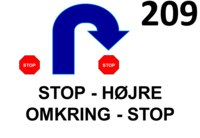 209
STOP STOP
STOP - HØJRE
OMKRING - STOP